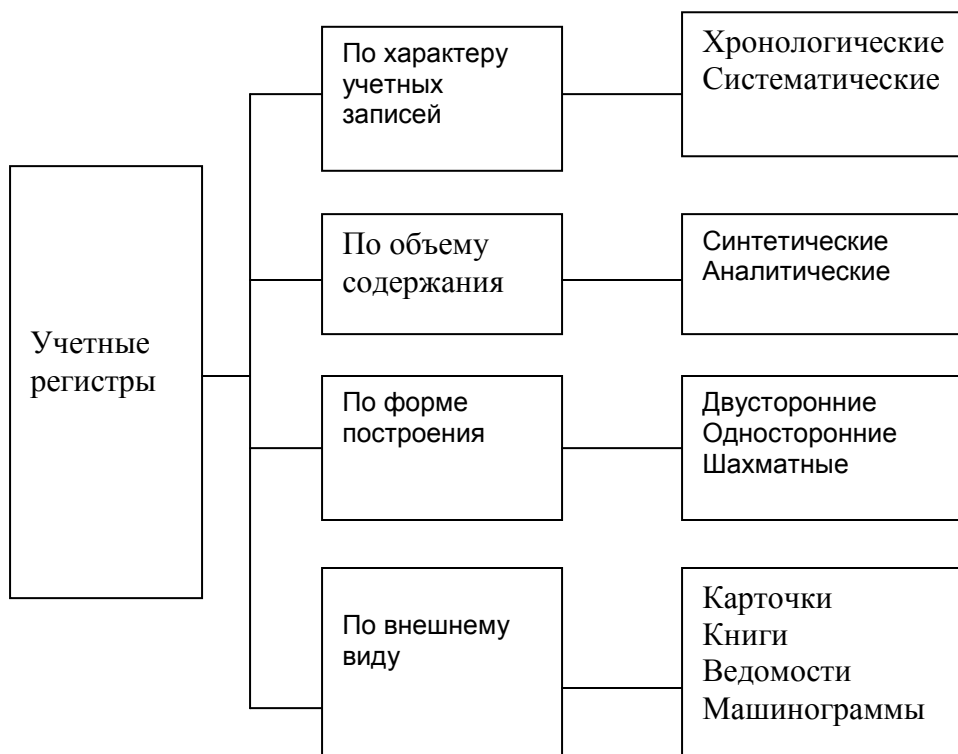 Учетные
регистры
По характеру
учетных
записей
Хронологические
Систематические
По объему
содержания
Синтетические
Аналитические
По форме
построения
Двусторонние
Односторонние
Шахматные
По внешнему
виду
Карточки
Книги
Ведомости
Машинограммы